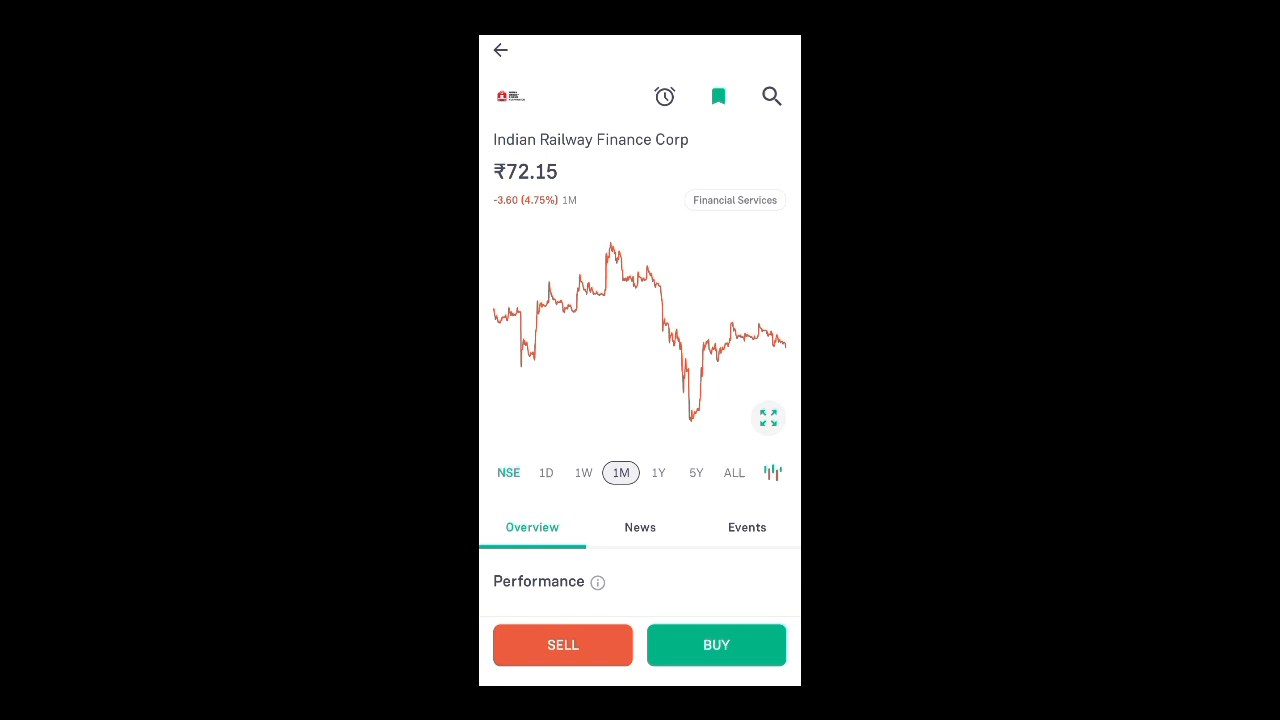 Indian Railway Finance Corp
₹72.15
-3.60 (4.75%) 1M
Financial Services
NSE 1D 1W 1M 1Y 5Y ALL
Overview News Events
Performance
SELL BUY